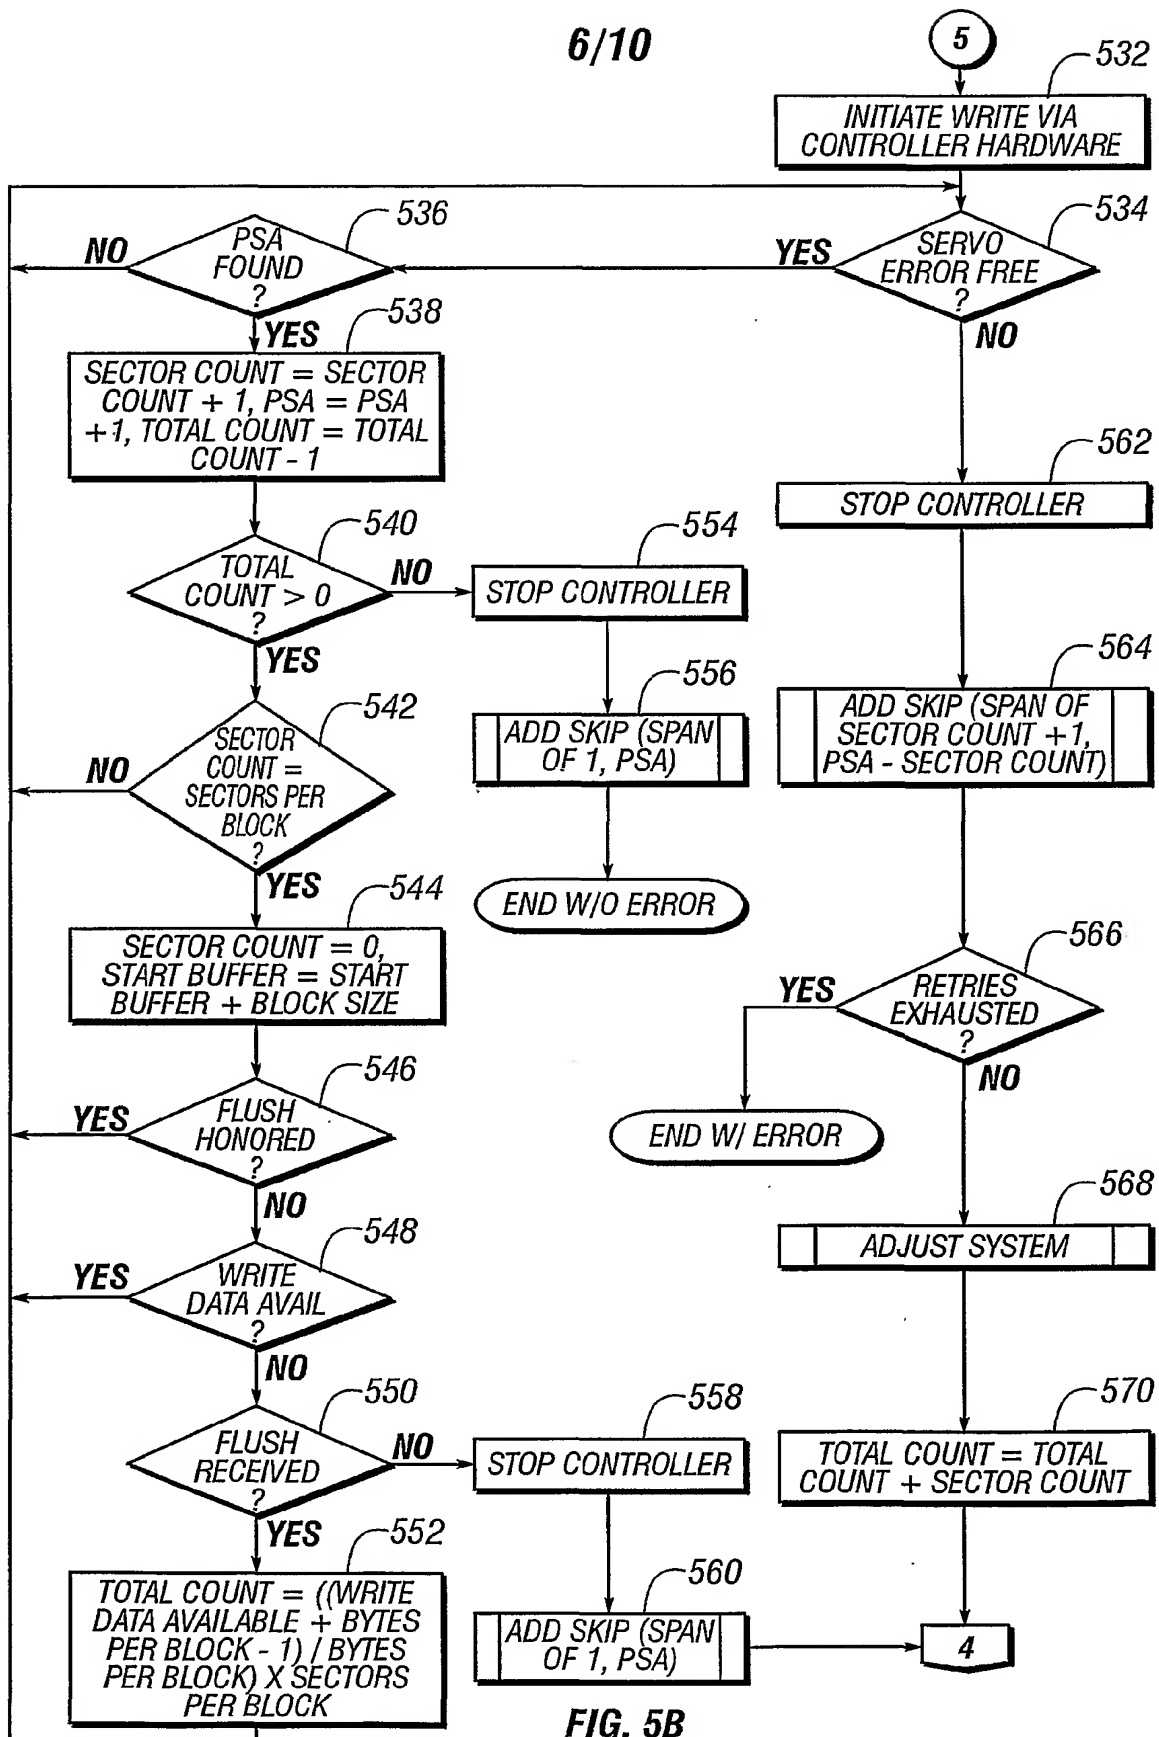 6/10
5
532
INITIATE WRITE VIA
CONTROLLER HARDWARE
534
SERVO
ERROR FREE
?
YES
NO
536
PSA
FOUND
?
NO
YES
538
SECTOR COUNT = SECTOR
COUNT + 1, PSA = PSA
+1, TOTAL COUNT = TOTAL
COUNT - 1
540
TOTAL
COUNT > 0
?
NO
YES
554
STOP CONTROLLER
556
ADD SKIP (SPAN
OF 1, PSA)
END W/O ERROR
542
SECTOR
COUNT =
SECTORS PER
BLOCK
?
NO
YES
544
SECTOR COUNT = 0,
START BUFFER = START
BUFFER + BLOCK SIZE
546
FLUSH
HONORED
?
YES
NO
548
WRITE
DATA AVAIL
?
YES
NO
550
FLUSH
RECEIVED
?
NO
YES
552
TOTAL COUNT = ((WRITE
DATA AVAILABLE + BYTES
PER BLOCK - 1) / BYTES
PER BLOCK) X SECTORS
PER BLOCK
558
STOP CONTROLLER
560
ADD SKIP (SPAN
OF 1, PSA)
562
STOP CONTROLLER
564
ADD SKIP (SPAN OF
SECTOR COUNT +1,
PSA - SECTOR COUNT)
566
RETRIES
EXHAUSTED
?
YES
NO
END W/ ERROR
568
ADJUST SYSTEM
570
TOTAL COUNT = TOTAL
COUNT + SECTOR COUNT
4
FIG. 5B